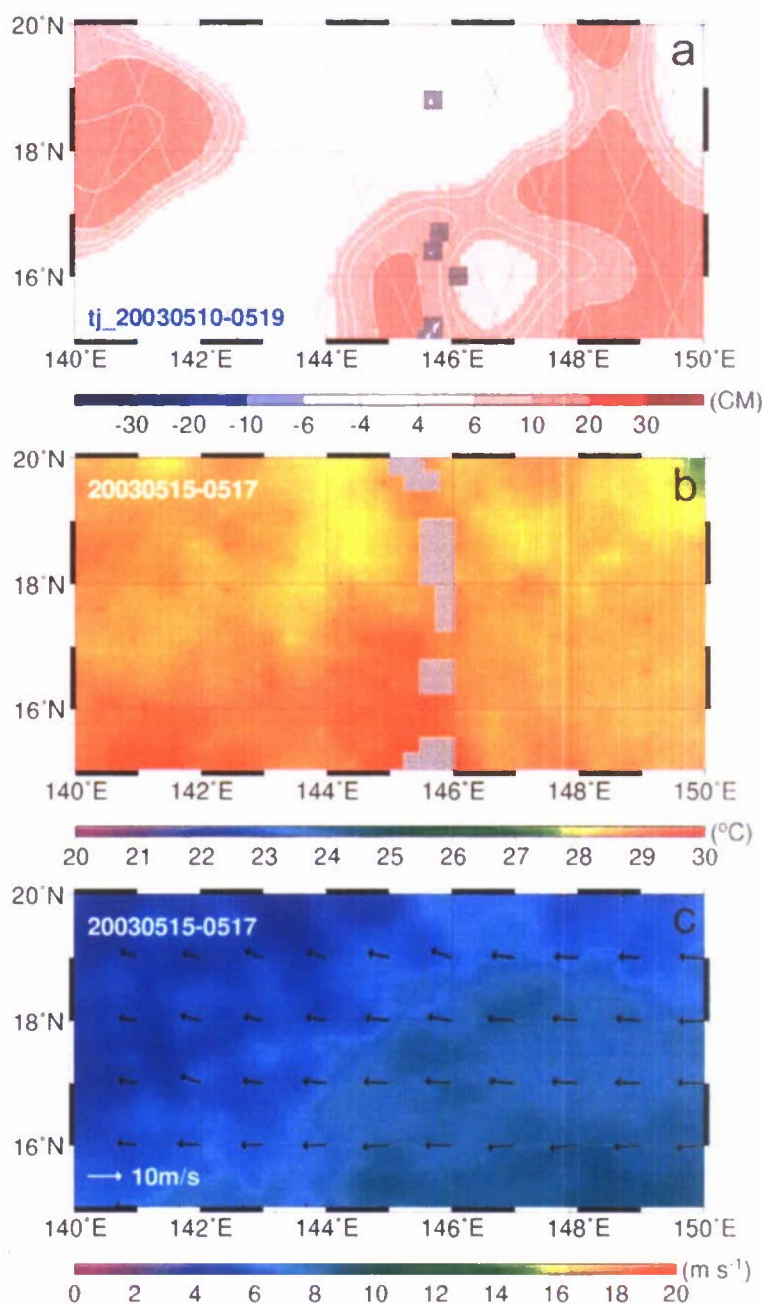 20°N
a
18°N
16°N
tj_20030510-0519
140°E 142°E 144°E 146°E 148°E 150°E
(CM)
-30 -20 -10 -6 -4 4 6 10 20 30
20°N
20030515-0517
b
18°N
16°N
140°E 142°E 144°E 146°E 148°E 150°E
(°C)
20 21 22 23 24 25 26 27 28 29 30
20°N
20030515-0517
c
18°N
16°N
10m/s
140°E 142°E 144°E 146°E 148°E 150°E
(m s⁻¹)
0 2 4 6 8 10 12 14 16 18 20